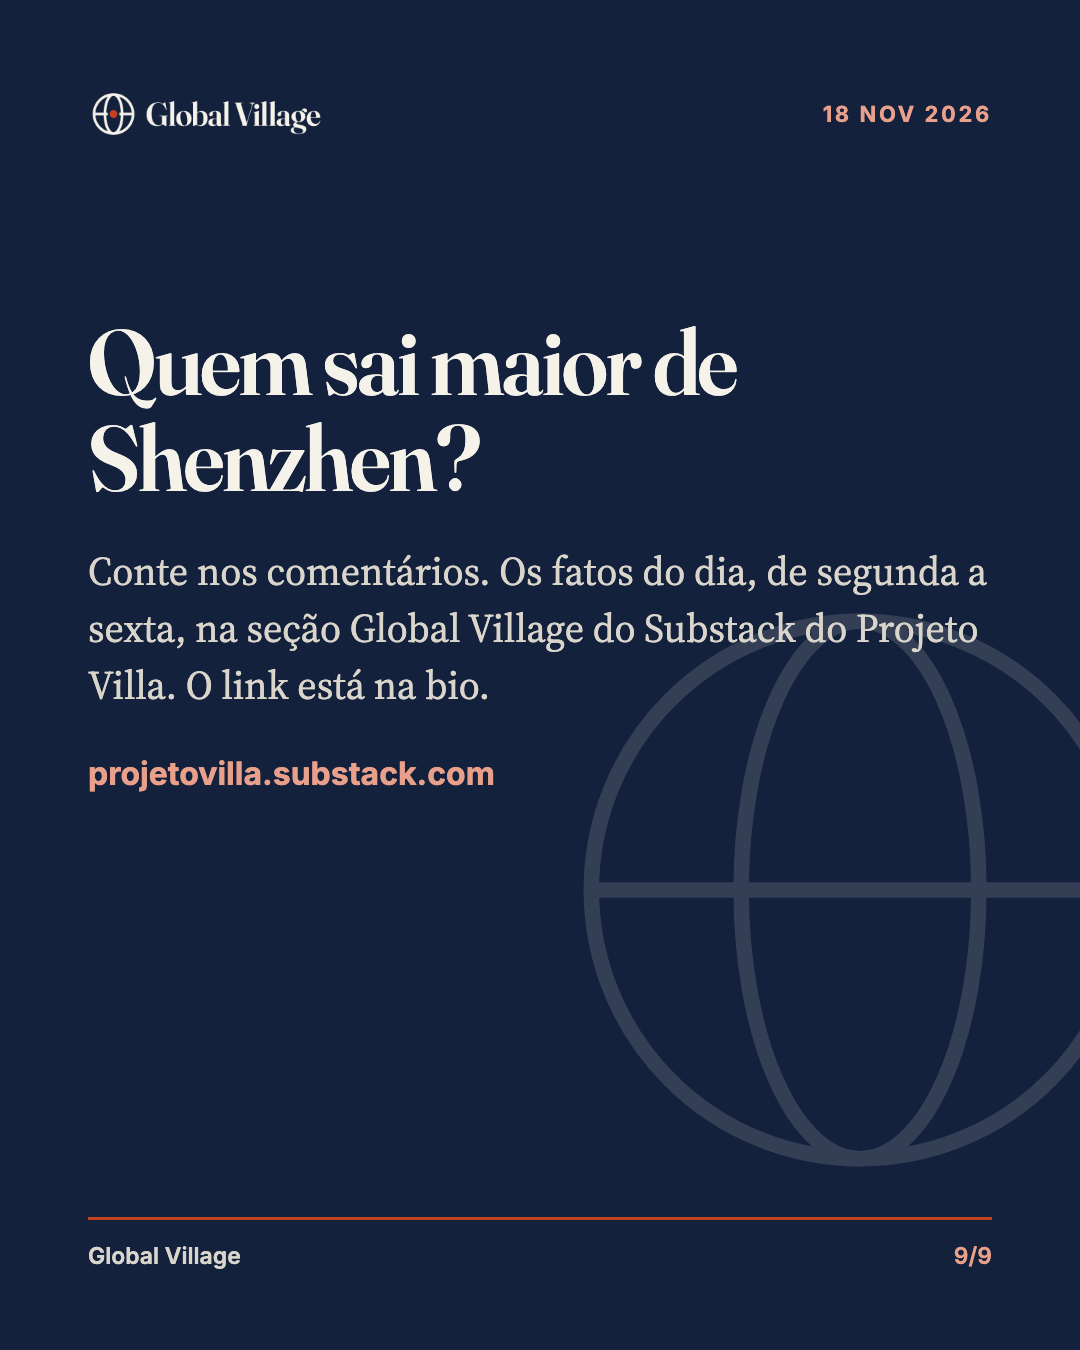 Global Village
18 NOV 2026
Quem sai maior de
Shenzhen?
Conte nos comentários. Os fatos do dia, de segunda a
sexta, na seção Global Village do Substack do Projeto
Villa. O link está na bio.
projetovilla.substack.com
Global Village
9/9